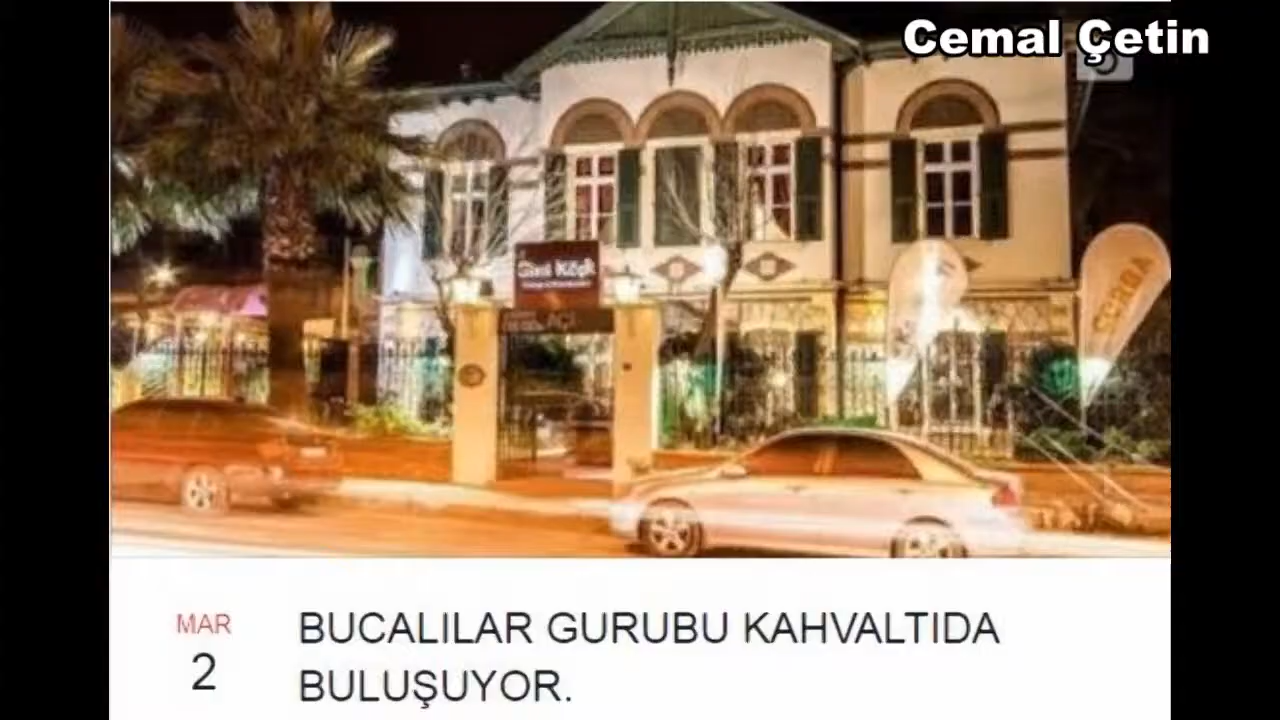 Cemal Çetin
Köşk
MAR
2
BUCALILAR GURUBU KAHVALTIDA
BULUŞUYOR.